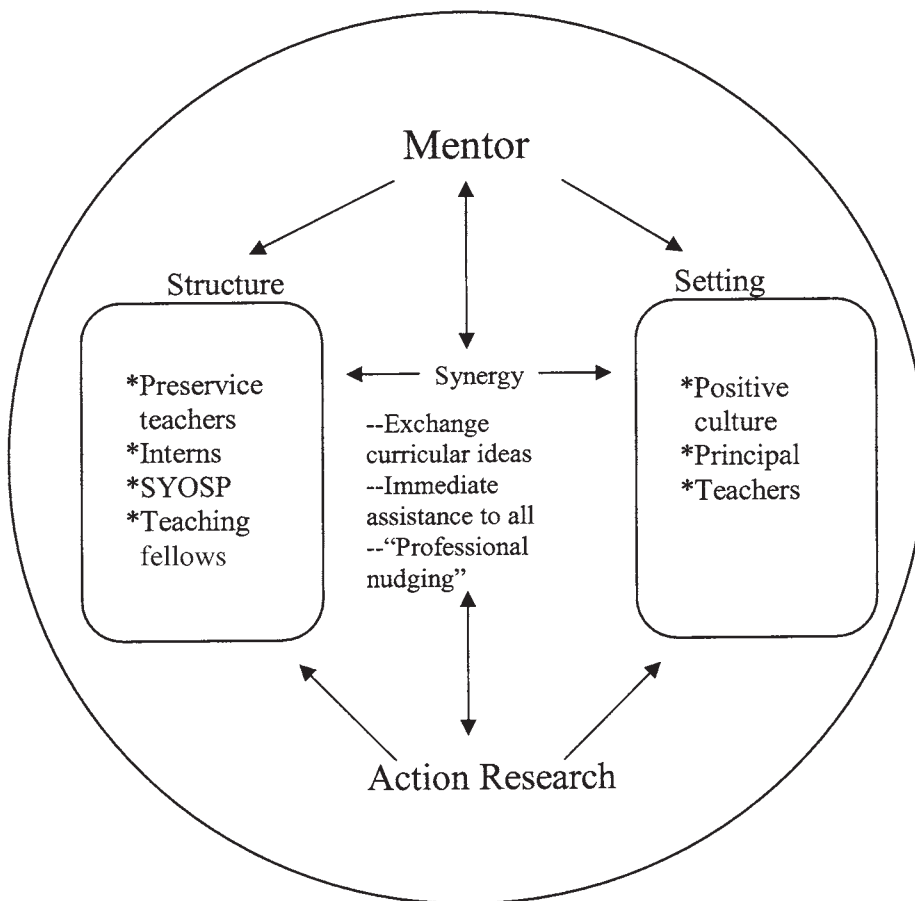 Mentor
Structure
*Preservice
teachers
*Interns
*SYOSP
*Teaching
fellows
Synergy
--Exchange
curricular ideas
--Immediate
assistance to all
--“Professional
nudging”
Setting
*Positive
culture
*Principal
*Teachers
Action Research